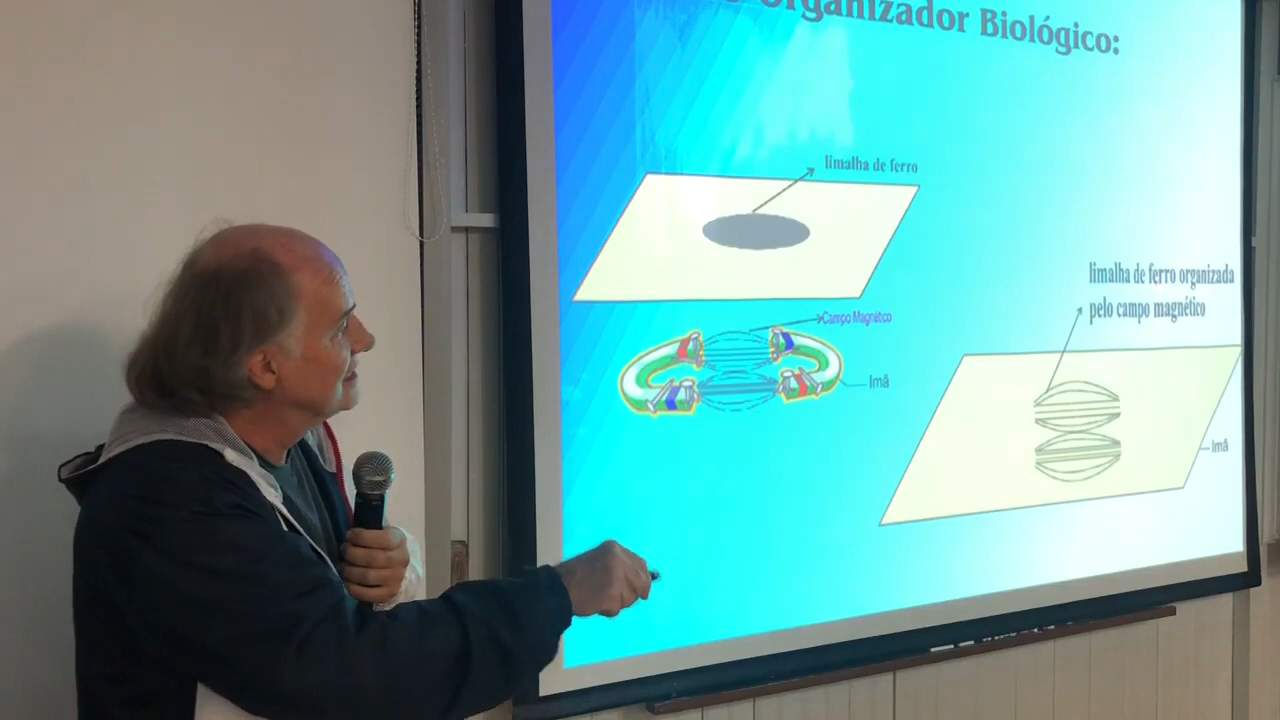 Organizador Biológico:
limalha de ferro
Campo Magnético
Imã
limalha de ferro organizada
pelo campo magnético
Imã